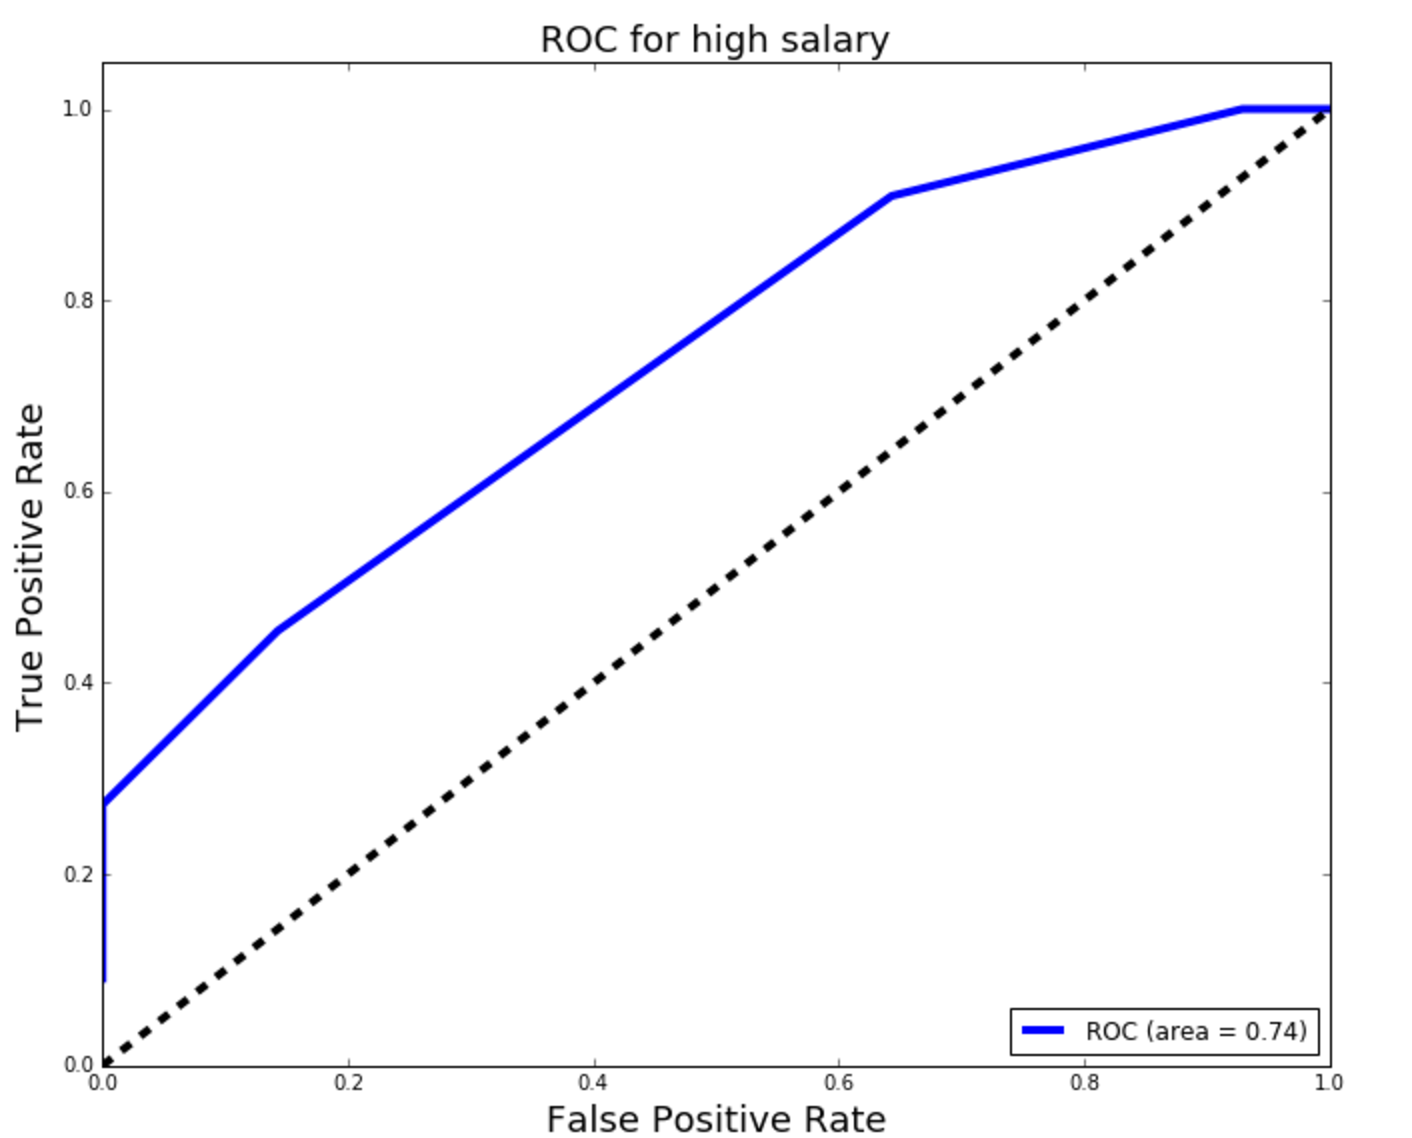 ROC for high salary
1.0
0.8
0.6
0.4
0.2
0.0
True Positive Rate
ROC (area = 0.74)
0.0 0.2 0.4 0.6 0.8 1.0
False Positive Rate